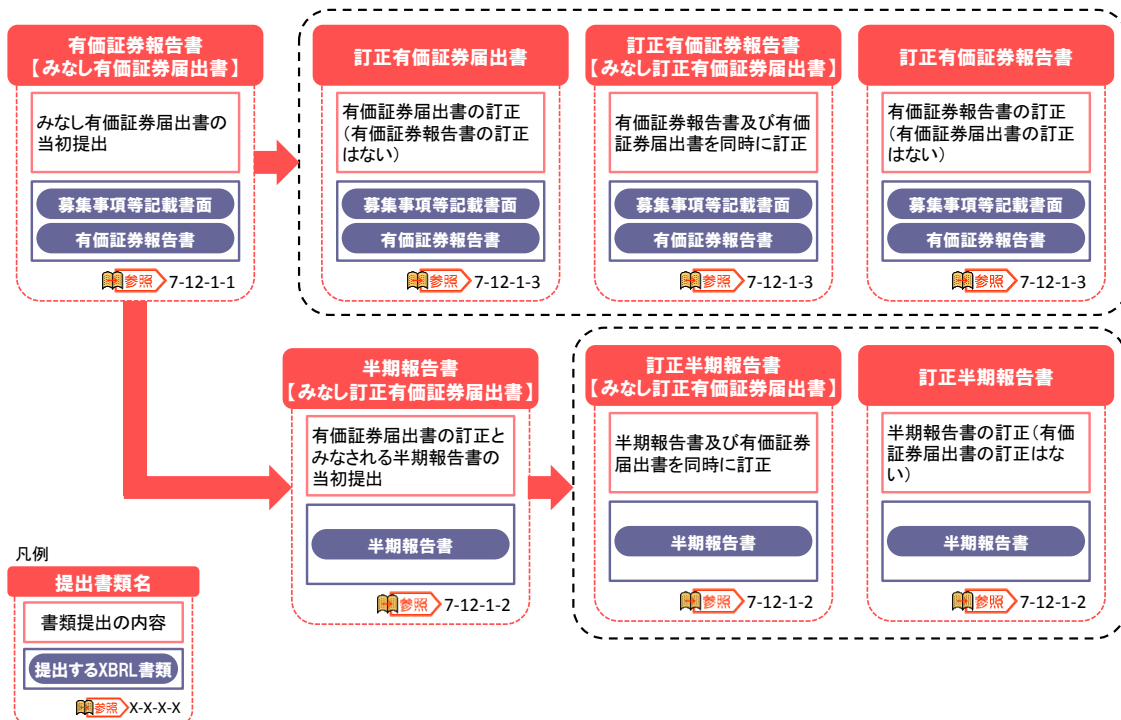 有価証券報告書
【みなし有価証券届出書】
みなし有価証券届出書の
当初提出
募集事項等記載書面
有価証券報告書
参照 7-12-1-1
訂正有価証券届出書
有価証券届出書の訂正
（有価証券報告書の訂正
はない）
募集事項等記載書面
有価証券報告書
参照 7-12-1-3
訂正有価証券報告書
【みなし訂正有価証券届出書】
有価証券報告書及び有価
証券届出書を同時に訂正
募集事項等記載書面
有価証券報告書
参照 7-12-1-3
訂正有価証券報告書
有価証券報告書の訂正
（有価証券届出書の訂正
はない）
募集事項等記載書面
有価証券報告書
参照 7-12-1-3
半期報告書
【みなし訂正有価証券届出書】
有価証券届出書の訂正と
みなされる半期報告書の
当初提出
半期報告書
参照 7-12-1-2
訂正半期報告書
【みなし訂正有価証券届出書】
半期報告書及び有価証券
届出書を同時に訂正
半期報告書
参照 7-12-1-2
訂正半期報告書
半期報告書の訂正（有価
証券届出書の訂正はな
い）
半期報告書
参照 7-12-1-2
凡例
提出書類名
書類提出の内容
提出するXBRL書類
参照 X-X-X-X